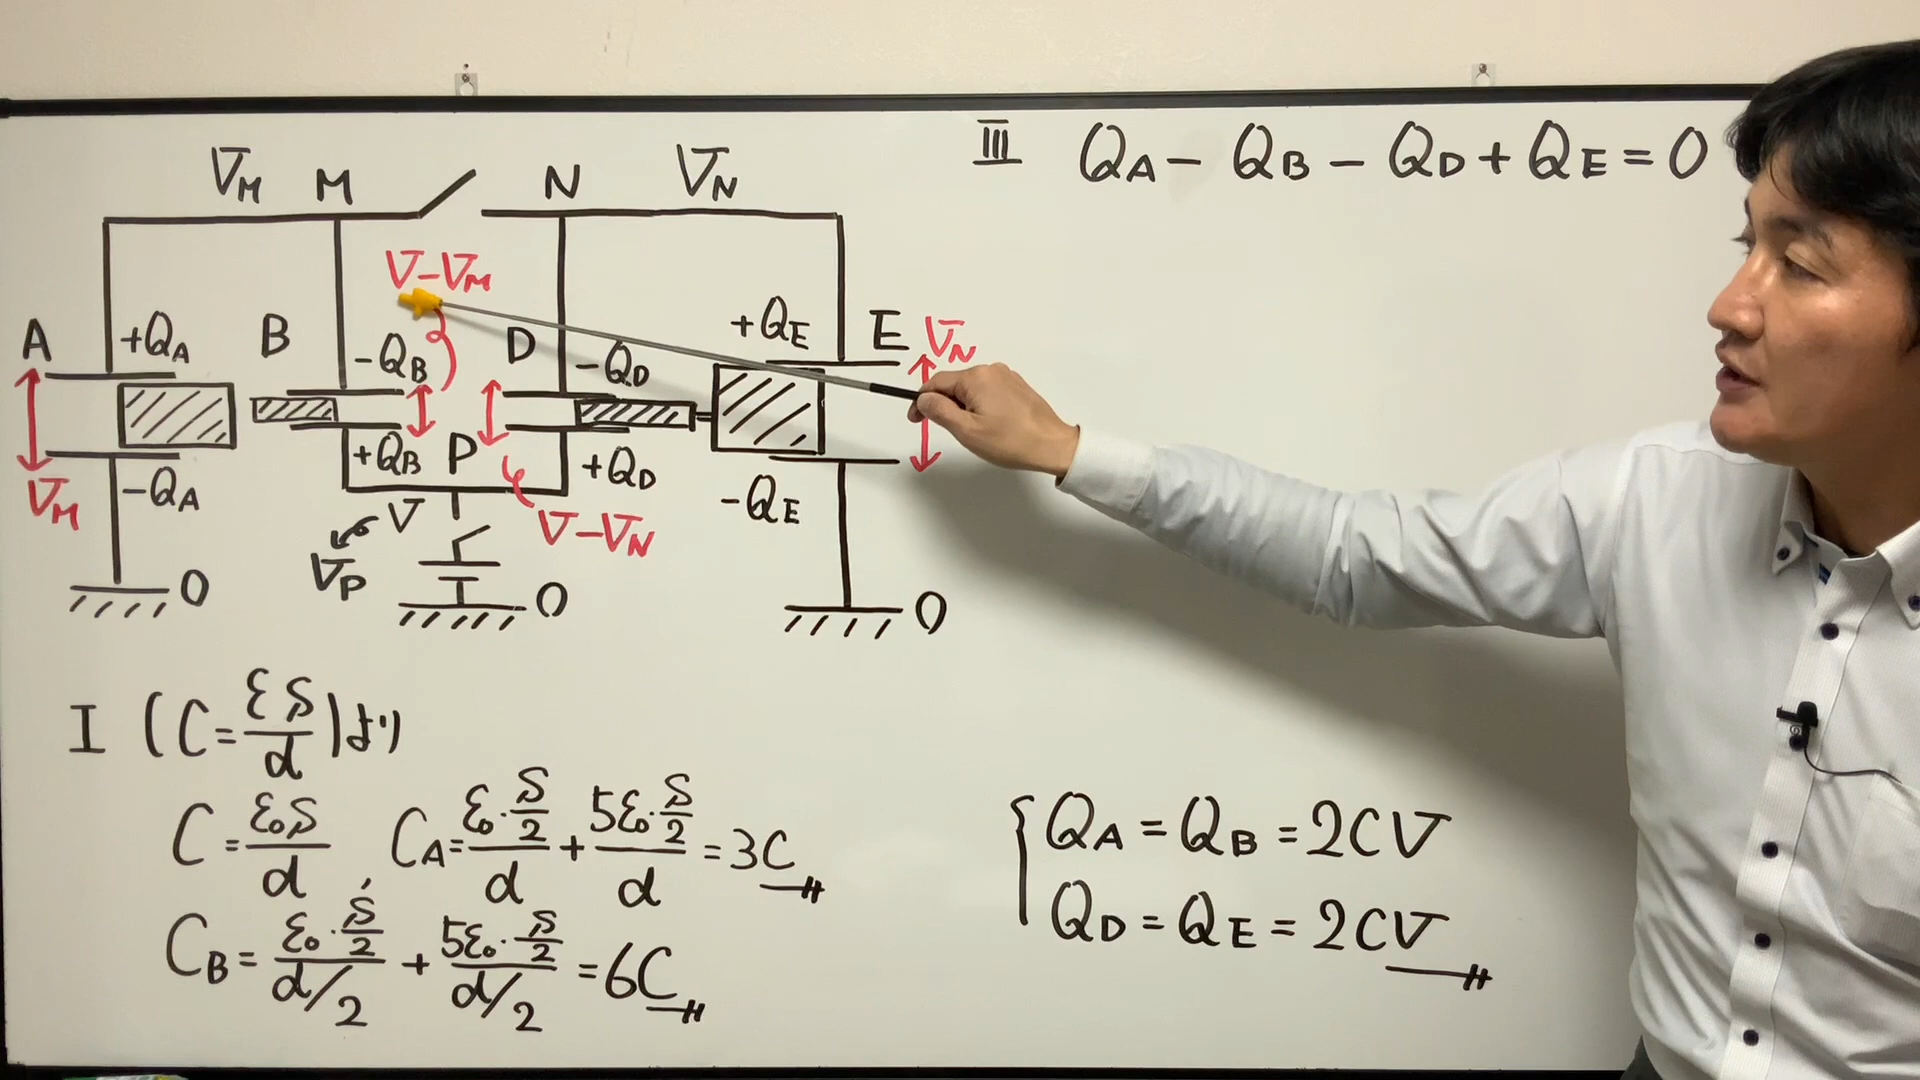 III Q_A - Q_B - Q_D + Q_E = 0
V_M M N V_N
V-V_M
A +Q_A B -Q_B D -Q_D +Q_E E V_N
+Q_B P +Q_D
V_M -Q_A V V-V_N -Q_E
V_P
0 0 0
I (C = εS/d) より
C = ε₀S/d , C_A = ε₀·S/2/d + 5ε₀·S/2/d = 3C
C_B = ε₀·S/2/d/2 + 5ε₀·S/2/d/2 = 6C
Q_A = Q_B = 2CV
Q_D = Q_E = 2CV